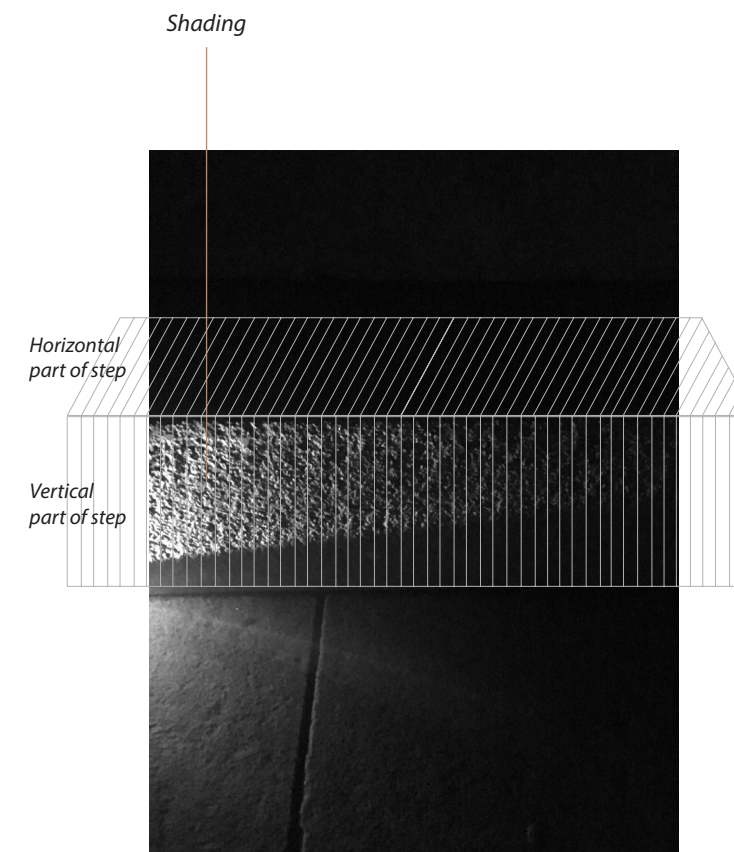 Shading
Horizontal
part of step
Vertical
part of step